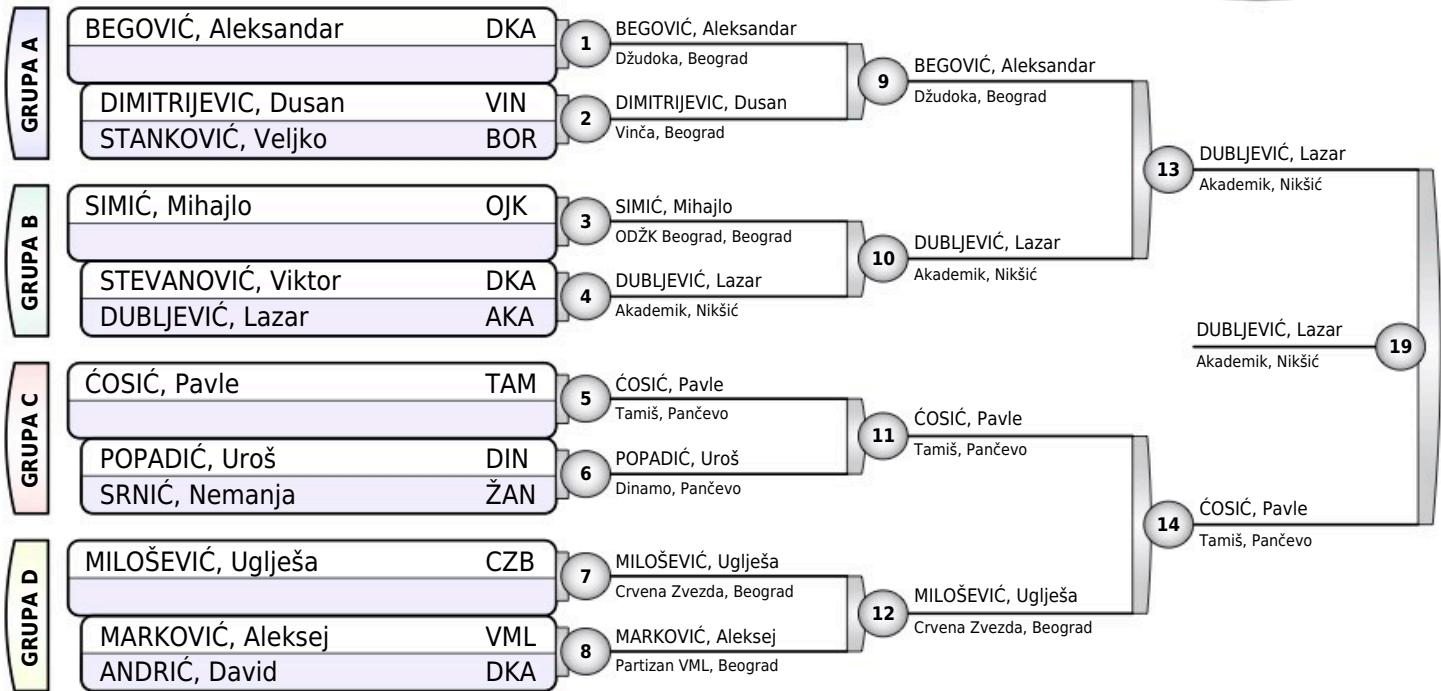 GRUPA A
BEGOVIĆ, Aleksandar DKA
DIMITRIJEVIC, Dusan VIN
STANKOVIĆ, Veljko BOR
GRUPA B
SIMIĆ, Mihajlo OJK
STEVANOVIĆ, Viktor DKA
DUBLJEVIĆ, Lazar AKA
GRUPA C
ĆOSIĆ, Pavle TAM
POPADIĆ, Uroš DIN
SRNIĆ, Nemanja ŽAN
GRUPA D
MILOŠEVIĆ, Uglješa CZB
MARKOVIĆ, Aleksej VML
ANDRIĆ, David DKA
1
BEGOVIĆ, Aleksandar
Džudoka, Beograd
2
DIMITRIJEVIC, Dusan
Vinča, Beograd
3
SIMIĆ, Mihajlo
ODŽK Beograd, Beograd
4
DUBLJEVIĆ, Lazar
Akademik, Nikšić
5
ĆOSIĆ, Pavle
Tamiš, Pančevo
6
POPADIĆ, Uroš
Dinamo, Pančevo
7
MILOŠEVIĆ, Uglješa
Crvena Zvezda, Beograd
8
MARKOVIĆ, Aleksej
Partizan VML, Beograd
9
BEGOVIĆ, Aleksandar
Džudoka, Beograd
10
DUBLJEVIĆ, Lazar
Akademik, Nikšić
11
ĆOSIĆ, Pavle
Tamiš, Pančevo
12
MILOŠEVIĆ, Uglješa
Crvena Zvezda, Beograd
13
DUBLJEVIĆ, Lazar
Akademik, Nikšić
14
ĆOSIĆ, Pavle
Tamiš, Pančevo
DUBLJEVIĆ, Lazar
Akademik, Nikšić
19